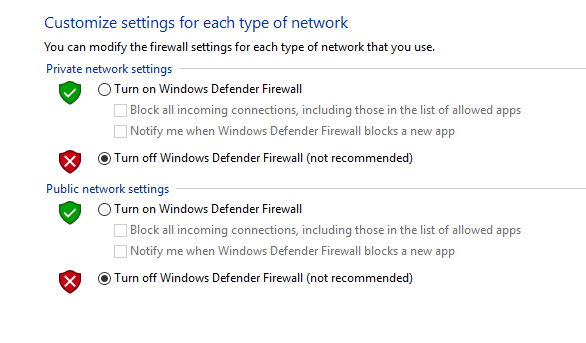 Customize settings for each type of network
You can modify the firewall settings for each type of network that you use.
Private network settings
Turn on Windows Defender Firewall
Block all incoming connections, including those in the list of allowed apps
Notify me when Windows Defender Firewall blocks a new app
Turn off Windows Defender Firewall (not recommended)
Public network settings
Turn on Windows Defender Firewall
Block all incoming connections, including those in the list of allowed apps
Notify me when Windows Defender Firewall blocks a new app
Turn off Windows Defender Firewall (not recommended)